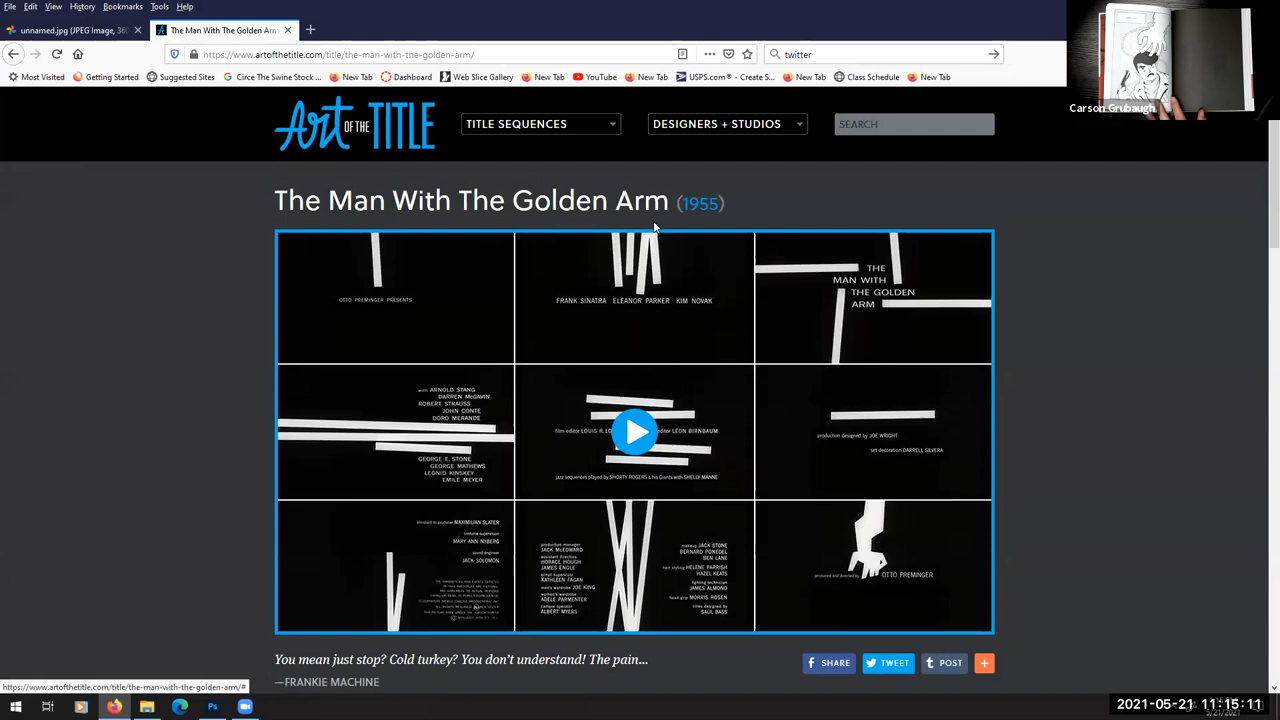 File Edit View History Bookmarks Tools Help
unnamed.jpg (JPEG Image, 360
The Man With The Golden Arm
https://www.artofthetitle.com/title/the-man-with-the-golden-arm/
twitter
Most Visited Getting Started Suggested Sites Circe The Swine Stock ... New Tab Dashboard Web Slice Gallery New Tab YouTube New Tab USPS.com® - Create S... New Tab Class Schedule New Tab
Carson Grubaugh
Art OF THE TITLE
TITLE SEQUENCES
DESIGNERS + STUDIOS
SEARCH
The Man With The Golden Arm (1955)
OTTO PREMINGER PRESENTS
FRANK SINATRA ELEANOR PARKER KIM NOVAK
THE
MAN WITH
THE GOLDEN
ARM
with ARNOLD STANG
DARREN McGAVIN
ROBERT STRAUSS
JOHN CONTE
DORO MERANDE
GEORGE E. STONE
GEORGE MATHEWS
LEONID KINSKEY
EMILE MEYER
film editor LOUIS R. editor LEON BIRNBAUM
jazz sequences played by SHORTY ROGERS & his Giants with SHELLY MANNE
production designed by JOE WRIGHT
set decoration DARRELL SILVERA
assistant to producer MAXIMILIAN SLATER
costume supervision
MARY ANN NYBERG
sound engineer
JACK SOLOMON
production manager
JACK McEDWARD
assistant directors
HORACE HOUGH
JAMES ENGLE
script supervisor
KATHLEEN FAGAN
men's wardrobe JOE KING
women's wardrobe
ADELE PARMENTER
camera operator
ALBERT MYERS
makeup JACK STONE
BERNARD PONEDEL
BEN LANE
hair styling HELENE PARRISH
HAZEL KEATS
lighting technician
JAMES ALMOND
head grip MORRIS ROSEN
titles designed by
SAUL BASS
produced and directed by OTTO PREMINGER
You mean just stop? Cold turkey? You don't understand! The pain...
—FRANKIE MACHINE
SHARE
TWEET
POST
https://www.artofthetitle.com/title/the-man-with-the-golden-arm/#
2021-05-21 11:15:11